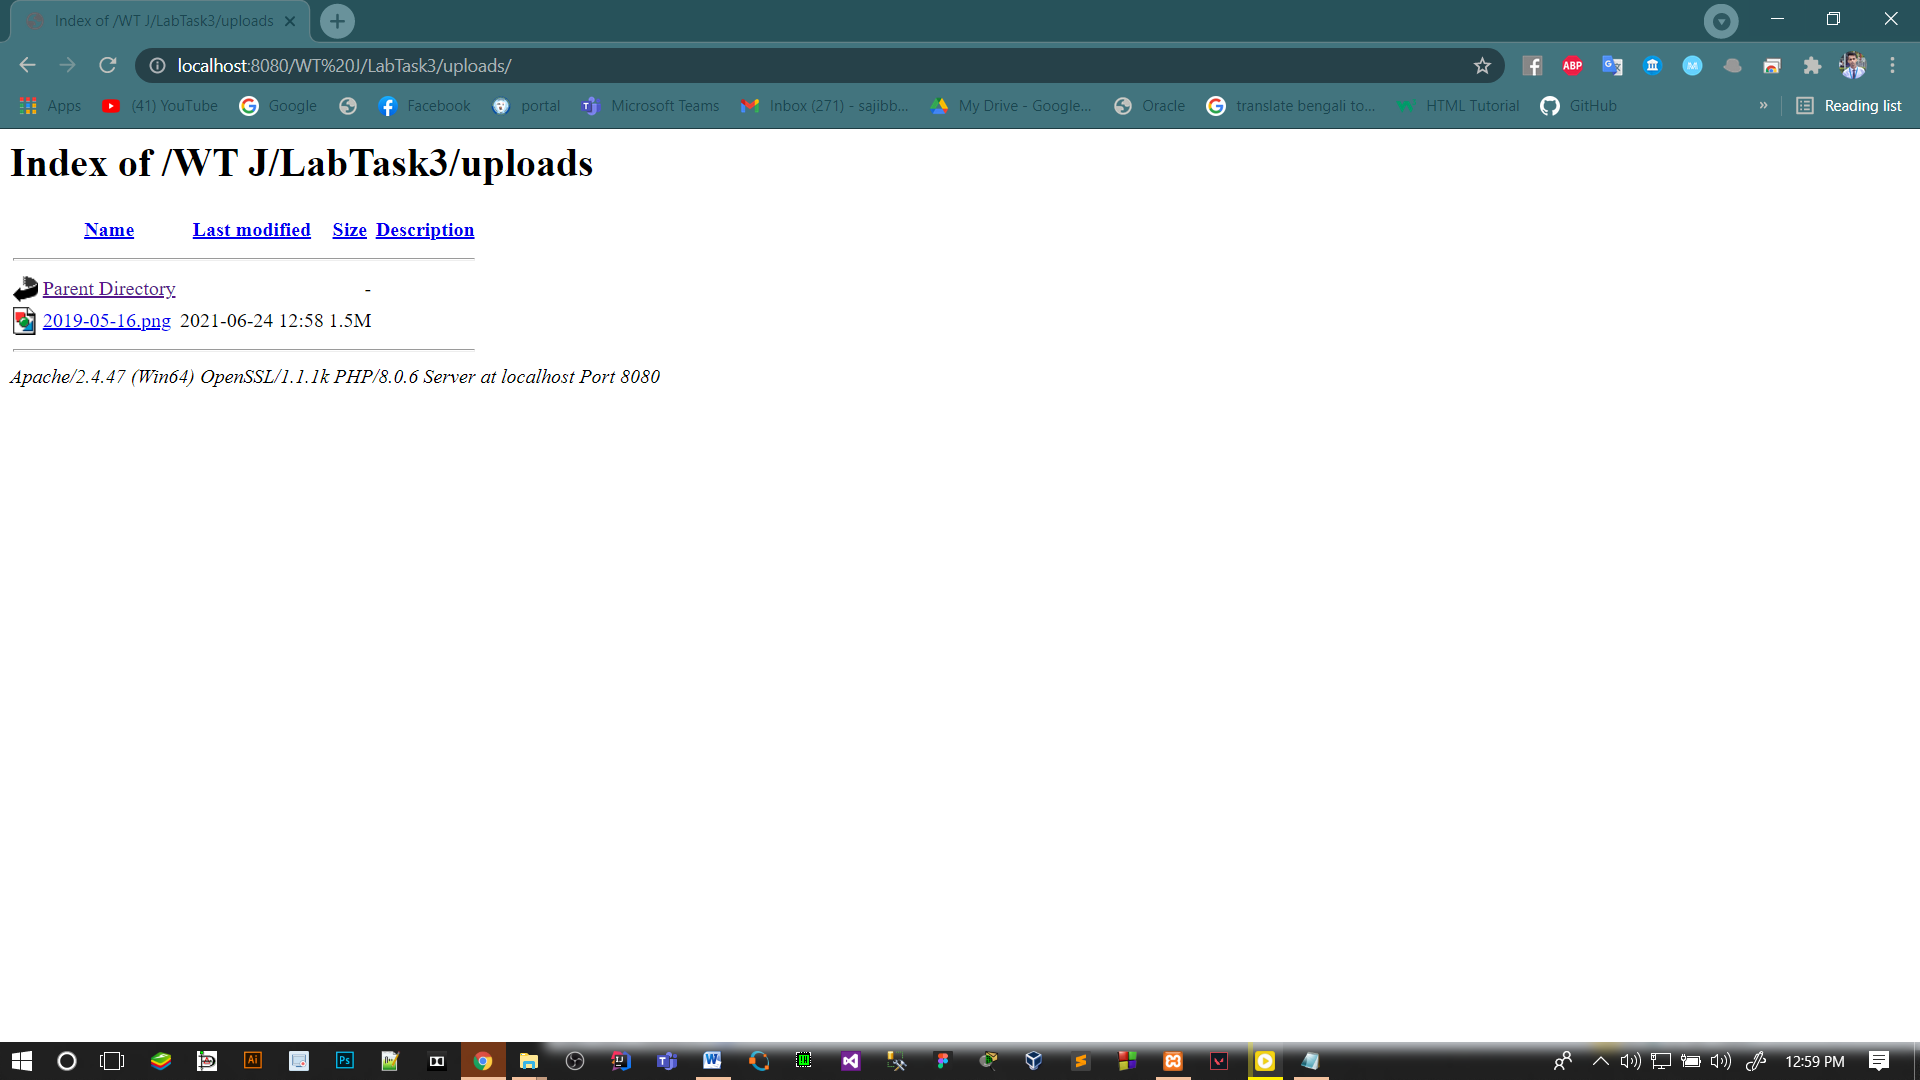 Index of /WT J/LabTask3/uploads
localhost:8080/WT%20J/LabTask3/uploads/
ABP
Apps (41) YouTube Google Facebook portal Microsoft Teams Inbox (271) - sajibb... My Drive - Google... Oracle translate bengali to... HTML Tutorial GitHub » Reading list
Index of /WT J/LabTask3/uploads
Name Last modified Size Description
Parent Directory -
2019-05-16.png 2021-06-24 12:58 1.5M
Apache/2.4.47 (Win64) OpenSSL/1.1.1k PHP/8.0.6 Server at localhost Port 8080
Ai Ps 12:59 PM